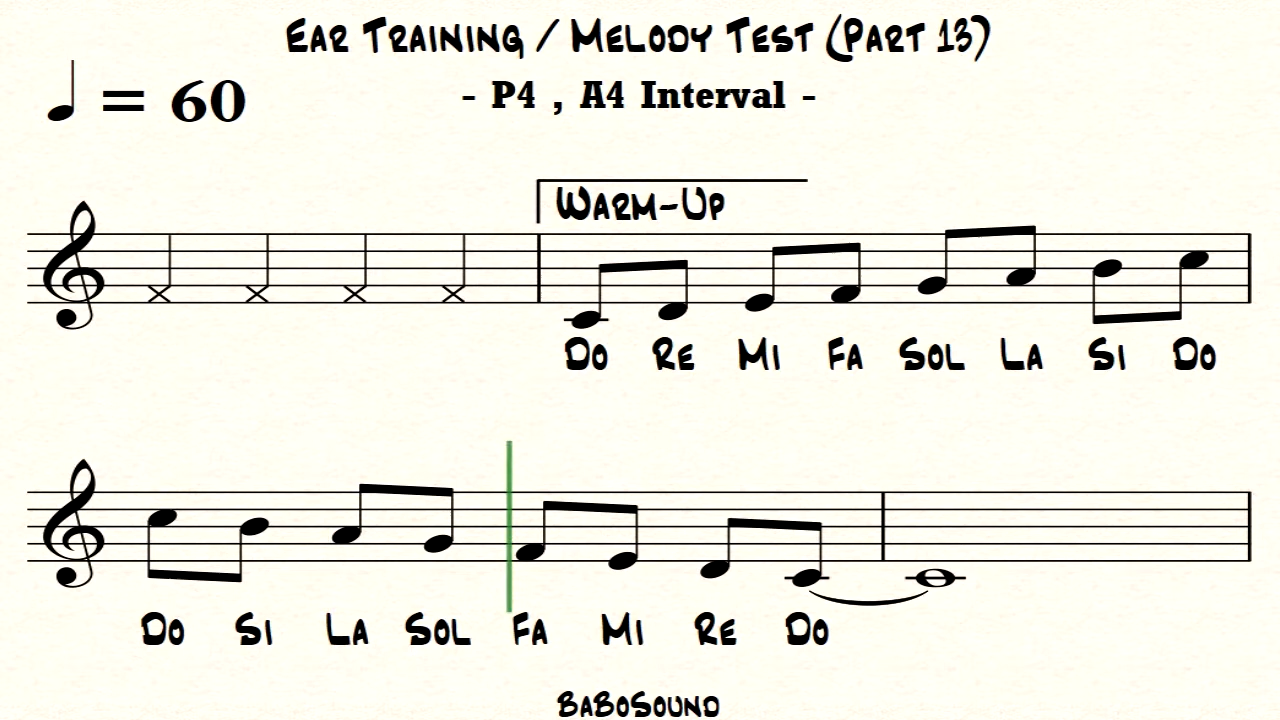 Ear Training / Melody Test (Part 13)
- P4 , A4 Interval -
= 60
Warm-Up
Do Re Mi Fa Sol La Si Do
Do Si La Sol Fa Mi Re Do
BaBoSound